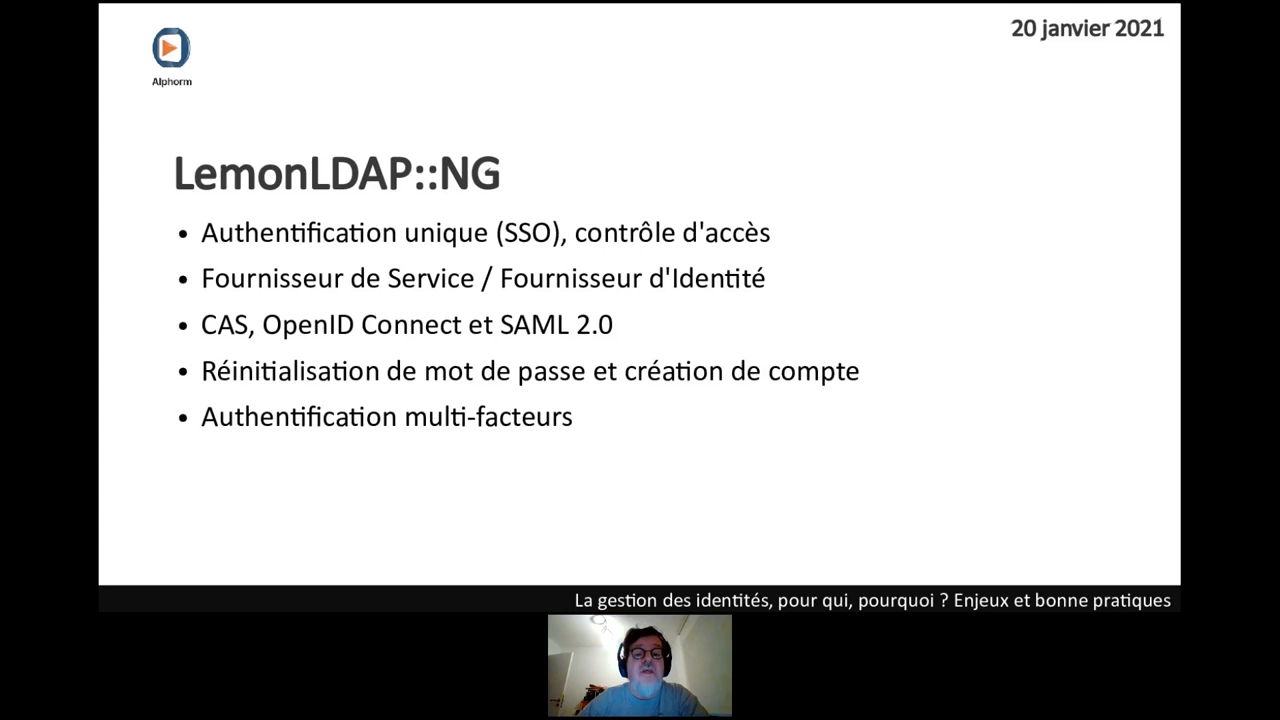 20 janvier 2021
Alphorm
LemonLDAP::NG
• Authentification unique (SSO), contrôle d'accès
• Fournisseur de Service / Fournisseur d'Identité
• CAS, OpenID Connect et SAML 2.0
• Réinitialisation de mot de passe et création de compte
• Authentification multi-facteurs
La gestion des identités, pour qui, pourquoi ? Enjeux et bonne pratiques